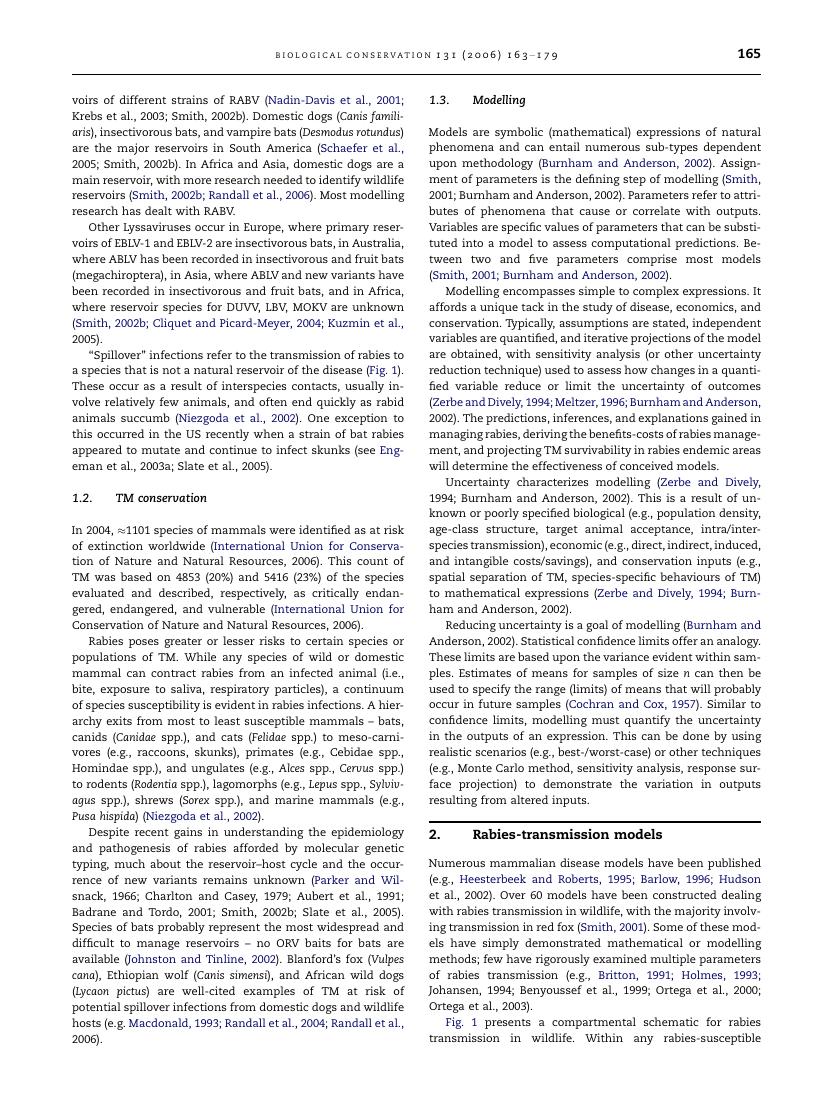 BIOLOGICAL CONSERVATION 131 (2006) 163–179
165
voirs of different strains of RABV (Nadin-Davis et al., 2001;
Krebs et al., 2003; Smith, 2002b). Domestic dogs (Canis famili-
aris), insectivorous bats, and vampire bats (Desmodus rotundus)
are the major reservoirs in South America (Schaefer et al.,
2005; Smith, 2002b). In Africa and Asia, domestic dogs are a
main reservoir, with more research needed to identify wildlife
reservoirs (Smith, 2002b; Randall et al., 2006). Most modelling
research has dealt with RABV.
Other Lyssaviruses occur in Europe, where primary reser-
voirs of EBLV-1 and EBLV-2 are insectivorous bats, in Australia,
where ABLV has been recorded in insectivorous and fruit bats
(megachiroptera), in Asia, where ABLV and new variants have
been recorded in insectivorous and fruit bats, and in Africa,
where reservoir species for DUVV, LBV, MOKV are unknown
(Smith, 2002b; Cliquet and Picard-Meyer, 2004; Kuzmin et al.,
2005).
“Spillover” infections refer to the transmission of rabies to
a species that is not a natural reservoir of the disease (Fig. 1).
These occur as a result of interspecies contacts, usually in-
volve relatively few animals, and often end quickly as rabid
animals succumb (Niezgoda et al., 2002). One exception to
this occurred in the US recently when a strain of bat rabies
appeared to mutate and continue to infect skunks (see Eng-
eman et al., 2003a; Slate et al., 2005).
1.2. TM conservation
In 2004, ≈1101 species of mammals were identified as at risk
of extinction worldwide (International Union for Conserva-
tion of Nature and Natural Resources, 2006). This count of
TM was based on 4853 (20%) and 5416 (23%) of the species
evaluated and described, respectively, as critically endan-
gered, endangered, and vulnerable (International Union for
Conservation of Nature and Natural Resources, 2006).
Rabies poses greater or lesser risks to certain species or
populations of TM. While any species of wild or domestic
mammal can contract rabies from an infected animal (i.e.,
bite, exposure to saliva, respiratory particles), a continuum
of species susceptibility is evident in rabies infections. A hier-
archy exits from most to least susceptible mammals – bats,
canids (Canidae spp.), and cats (Felidae spp.) to meso-carni-
vores (e.g., raccoons, skunks), primates (e.g., Cebidae spp.,
Homindae spp.), and ungulates (e.g., Alces spp., Cervus spp.)
to rodents (Rodentia spp.), lagomorphs (e.g., Lepus spp., Sylviv-
agus spp.), shrews (Sorex spp.), and marine mammals (e.g.,
Pusa hispida) (Niezgoda et al., 2002).
Despite recent gains in understanding the epidemiology
and pathogenesis of rabies afforded by molecular genetic
typing, much about the reservoir–host cycle and the occur-
rence of new variants remains unknown (Parker and Wil-
snack, 1966; Charlton and Casey, 1979; Aubert et al., 1991;
Badrane and Tordo, 2001; Smith, 2002b; Slate et al., 2005).
Species of bats probably represent the most widespread and
difficult to manage reservoirs – no ORV baits for bats are
available (Johnston and Tinline, 2002). Blanford’s fox (Vulpes
cana), Ethiopian wolf (Canis simensi), and African wild dogs
(Lycaon pictus) are well-cited examples of TM at risk of
potential spillover infections from domestic dogs and wildlife
hosts (e.g. Macdonald, 1993; Randall et al., 2004; Randall et al.,
2006).
1.3. Modelling
Models are symbolic (mathematical) expressions of natural
phenomena and can entail numerous sub-types dependent
upon methodology (Burnham and Anderson, 2002). Assign-
ment of parameters is the defining step of modelling (Smith,
2001; Burnham and Anderson, 2002). Parameters refer to attri-
butes of phenomena that cause or correlate with outputs.
Variables are specific values of parameters that can be substi-
tuted into a model to assess computational predictions. Be-
tween two and five parameters comprise most models
(Smith, 2001; Burnham and Anderson, 2002).
Modelling encompasses simple to complex expressions. It
affords a unique tack in the study of disease, economics, and
conservation. Typically, assumptions are stated, independent
variables are quantified, and iterative projections of the model
are obtained, with sensitivity analysis (or other uncertainty
reduction technique) used to assess how changes in a quanti-
fied variable reduce or limit the uncertainty of outcomes
(Zerbe and Dively, 1994; Meltzer, 1996; Burnham and Anderson,
2002). The predictions, inferences, and explanations gained in
managing rabies, deriving the benefits-costs of rabies manage-
ment, and projecting TM survivability in rabies endemic areas
will determine the effectiveness of conceived models.
Uncertainty characterizes modelling (Zerbe and Dively,
1994; Burnham and Anderson, 2002). This is a result of un-
known or poorly specified biological (e.g., population density,
age-class structure, target animal acceptance, intra/inter-
species transmission), economic (e.g., direct, indirect, induced,
and intangible costs/savings), and conservation inputs (e.g.,
spatial separation of TM, species-specific behaviours of TM)
to mathematical expressions (Zerbe and Dively, 1994; Burn-
ham and Anderson, 2002).
Reducing uncertainty is a goal of modelling (Burnham and
Anderson, 2002). Statistical confidence limits offer an analogy.
These limits are based upon the variance evident within sam-
ples. Estimates of means for samples of size n can then be
used to specify the range (limits) of means that will probably
occur in future samples (Cochran and Cox, 1957). Similar to
confidence limits, modelling must quantify the uncertainty
in the outputs of an expression. This can be done by using
realistic scenarios (e.g., best-/worst-case) or other techniques
(e.g., Monte Carlo method, sensitivity analysis, response sur-
face projection) to demonstrate the variation in outputs
resulting from altered inputs.
2. Rabies-transmission models
Numerous mammalian disease models have been published
(e.g., Heesterbeek and Roberts, 1995; Barlow, 1996; Hudson
et al., 2002). Over 60 models have been constructed dealing
with rabies transmission in wildlife, with the majority involv-
ing transmission in red fox (Smith, 2001). Some of these mod-
els have simply demonstrated mathematical or modelling
methods; few have rigorously examined multiple parameters
of rabies transmission (e.g., Britton, 1991; Holmes, 1993;
Johansen, 1994; Benyoussef et al., 1999; Ortega et al., 2000;
Ortega et al., 2003).
Fig. 1 presents a compartmental schematic for rabies
transmission in wildlife. Within any rabies-susceptible